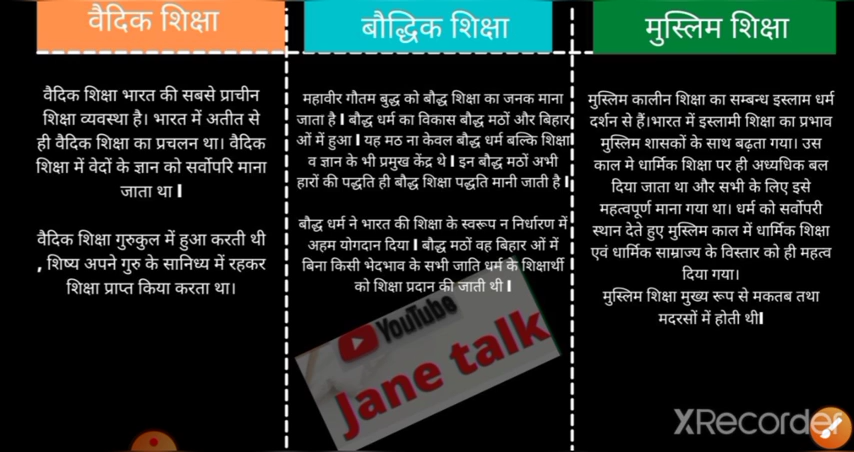 वैदिक शिक्षा
वैदिक शिक्षा भारत की सबसे प्राचीन
शिक्षा व्यवस्था है। भारत में अतीत से
ही वैदिक शिक्षा का प्रचलन था। वैदिक
शिक्षा में वेदों के ज्ञान को सर्वोपरि माना
जाता था l
वैदिक शिक्षा गुरुकुल में हुआ करती थी
, शिष्य अपने गुरु के सानिध्य में रहकर
शिक्षा प्राप्त किया करता था।
बौद्धिक शिक्षा
महावीर गौतम बुद्ध को बौद्ध शिक्षा का जनक माना
जाता है l बौद्ध धर्म का विकास बौद्ध मठों और बिहार
ओं में हुआ l यह मठ ना केवल बौद्ध धर्म बल्कि शिक्षा
व ज्ञान के भी प्रमुख केंद्र थे l इन बौद्ध मठों अभी
हारों की पद्धति ही बौद्ध शिक्षा पद्धति मानी जाती है l
बौद्ध धर्म ने भारत की शिक्षा के स्वरूप न निर्धारण में
अहम योगदान दिया l बौद्ध मठों वह बिहार ओं में
बिना किसी भेदभाव के सभी जाति धर्म के शिक्षार्थी
को शिक्षा प्रदान की जाती थी l
मुस्लिम शिक्षा
मुस्लिम कालीन शिक्षा का सम्बन्ध इस्लाम धर्म
दर्शन से हैं।भारत में इस्लामी शिक्षा का प्रभाव
मुस्लिम शासकों के साथ बढ़ता गया। उस
काल मे धार्मिक शिक्षा पर ही अध्यधिक बल
दिया जाता था और सभी के लिए इसे
महत्वपूर्ण माना गया था। धर्म को सर्वोपरी
स्थान देते हुए मुस्लिम काल में धार्मिक शिक्षा
एवं धार्मिक साम्राज्य के विस्तार को ही महत्व
दिया गया।
मुस्लिम शिक्षा मुख्य रूप से मकतब तथा
मदरसों में होती थीl
YouTube
Jane talk
XRecorder